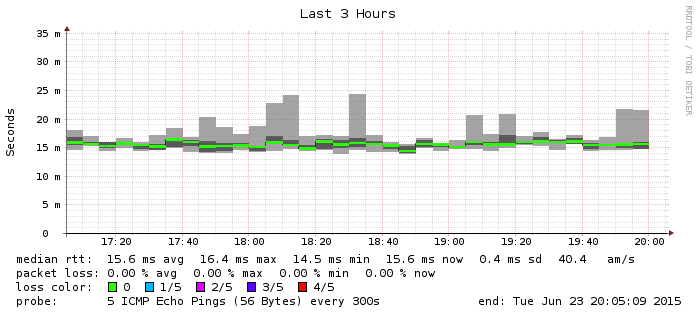 Last 3 Hours
RRDTOOL / TOBI OETIKER
Seconds
35 m
30 m
25 m
20 m
15 m
10 m
5 m
0
17:20 17:40 18:00 18:20 18:40 19:00 19:20 19:40 20:00
median rtt: 15.6 ms avg 16.4 ms max 14.5 ms min 15.6 ms now 0.4 ms sd 40.4 am/s
packet loss: 0.00 % avg 0.00 % max 0.00 % min 0.00 % now
loss color: 0 1/5 2/5 3/5 4/5
probe: 5 ICMP Echo Pings (56 Bytes) every 300s end: Tue Jun 23 20:05:09 2015